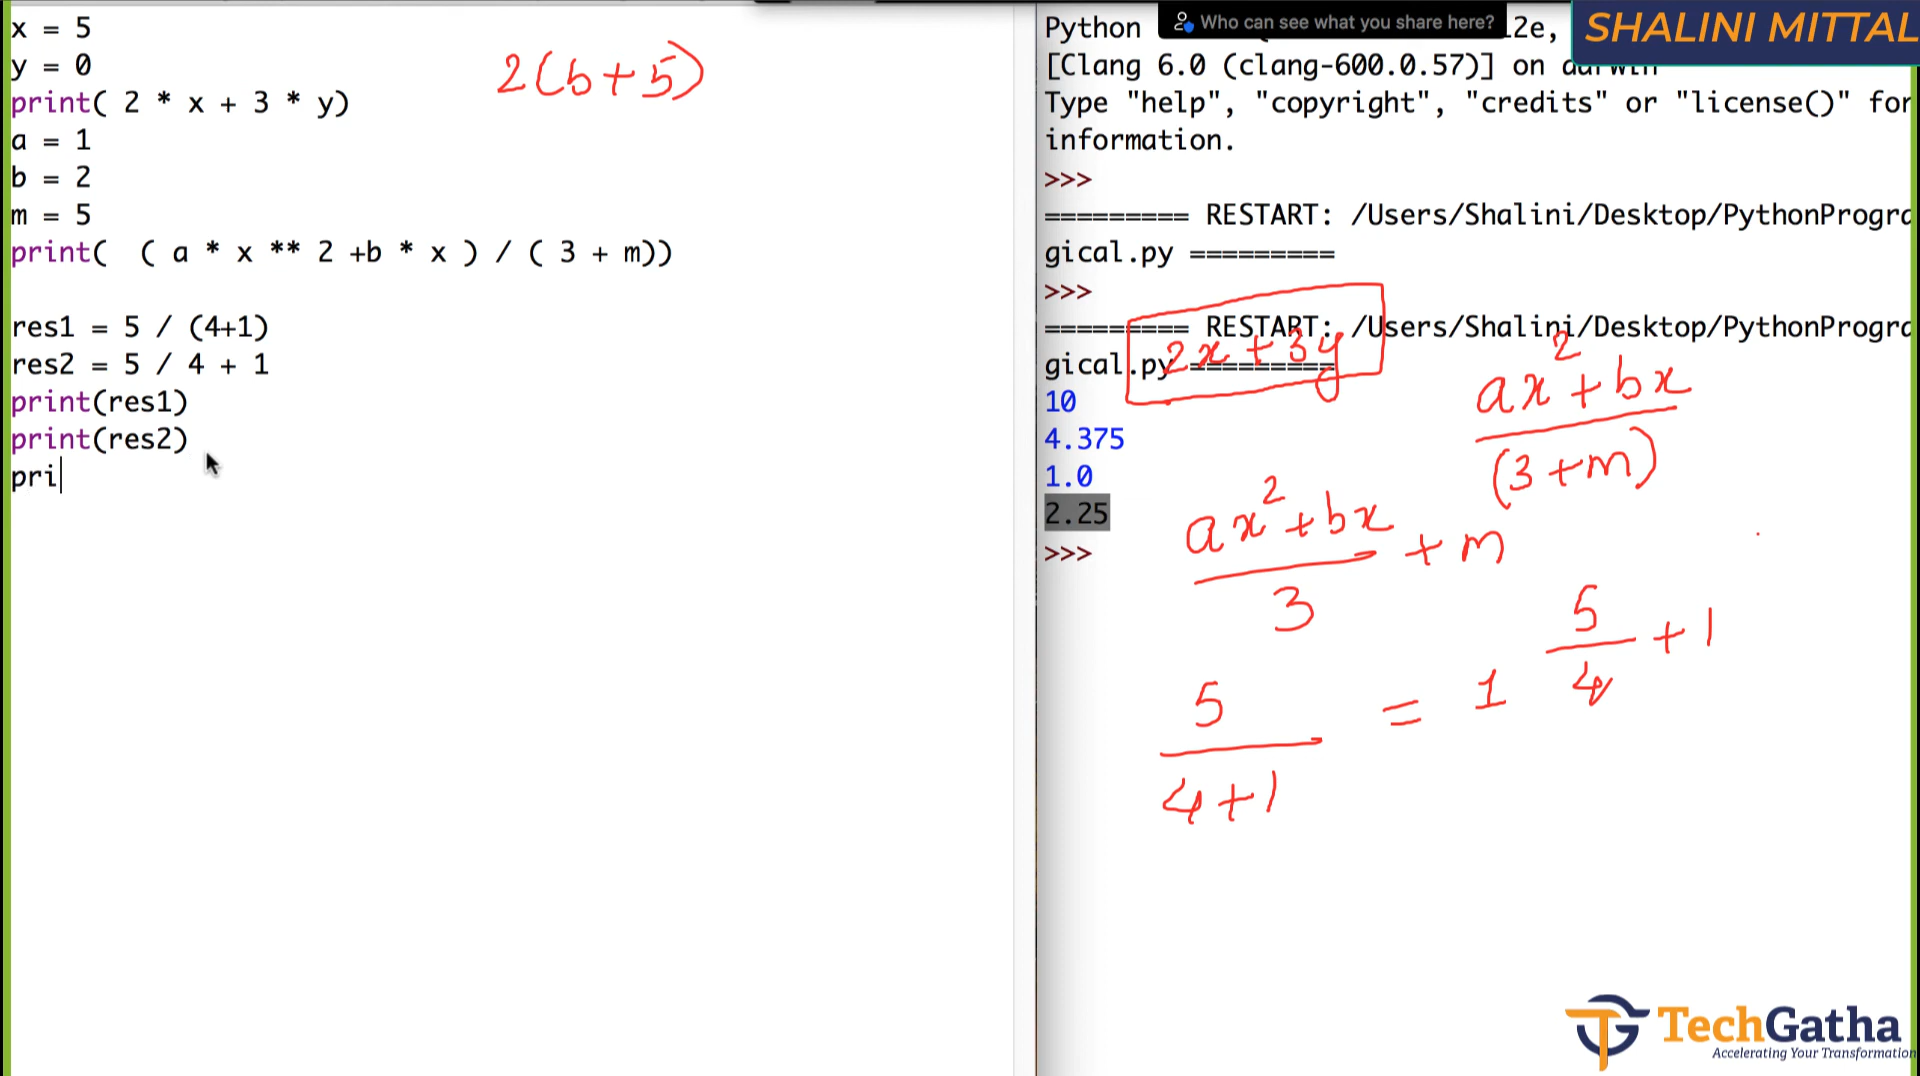 x = 5
y = 0
print( 2 * x + 3 * y)
a = 1
b = 2
m = 5
print(  ( a * x ** 2 +b * x ) / ( 3 + m))
res1 = 5 / (4+1)
res2 = 5 / 4 + 1
print(res1)
print(res2)
pri
2(b+5)
Who can see what you share here?
SHALINI MITTAL
Python 2e,
[Clang 6.0 (clang-600.0.57)] on darwin
Type "help", "copyright", "credits" or "license()" for
information.
>>>
========= RESTART: /Users/Shalini/Desktop/PythonProgra
gical.py =========
>>>
========= RESTART: /Users/Shalini/Desktop/PythonProgra
gical.py =========
10
4.375
1.0
2.25
>>>
2x+3y
ax²+bx
(3+m)
ax²+bx + m
3
5
4 + 1
5
4+1
= 1
TechGatha
Accelerating Your Transformation